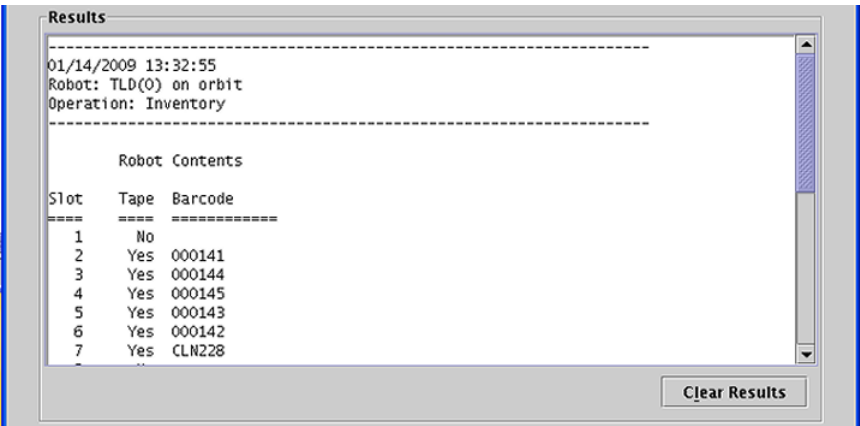 Results
---------------------------------------------------------------------
01/14/2009 13:32:55
Robot: TLD(0) on orbit
Operation: Inventory
---------------------------------------------------------------------
Robot Contents
Slot Tape Barcode
==== ==== ============
1 No
2 Yes 000141
3 Yes 000144
4 Yes 000145
5 Yes 000143
6 Yes 000142
7 Yes CLN228
Clear Results